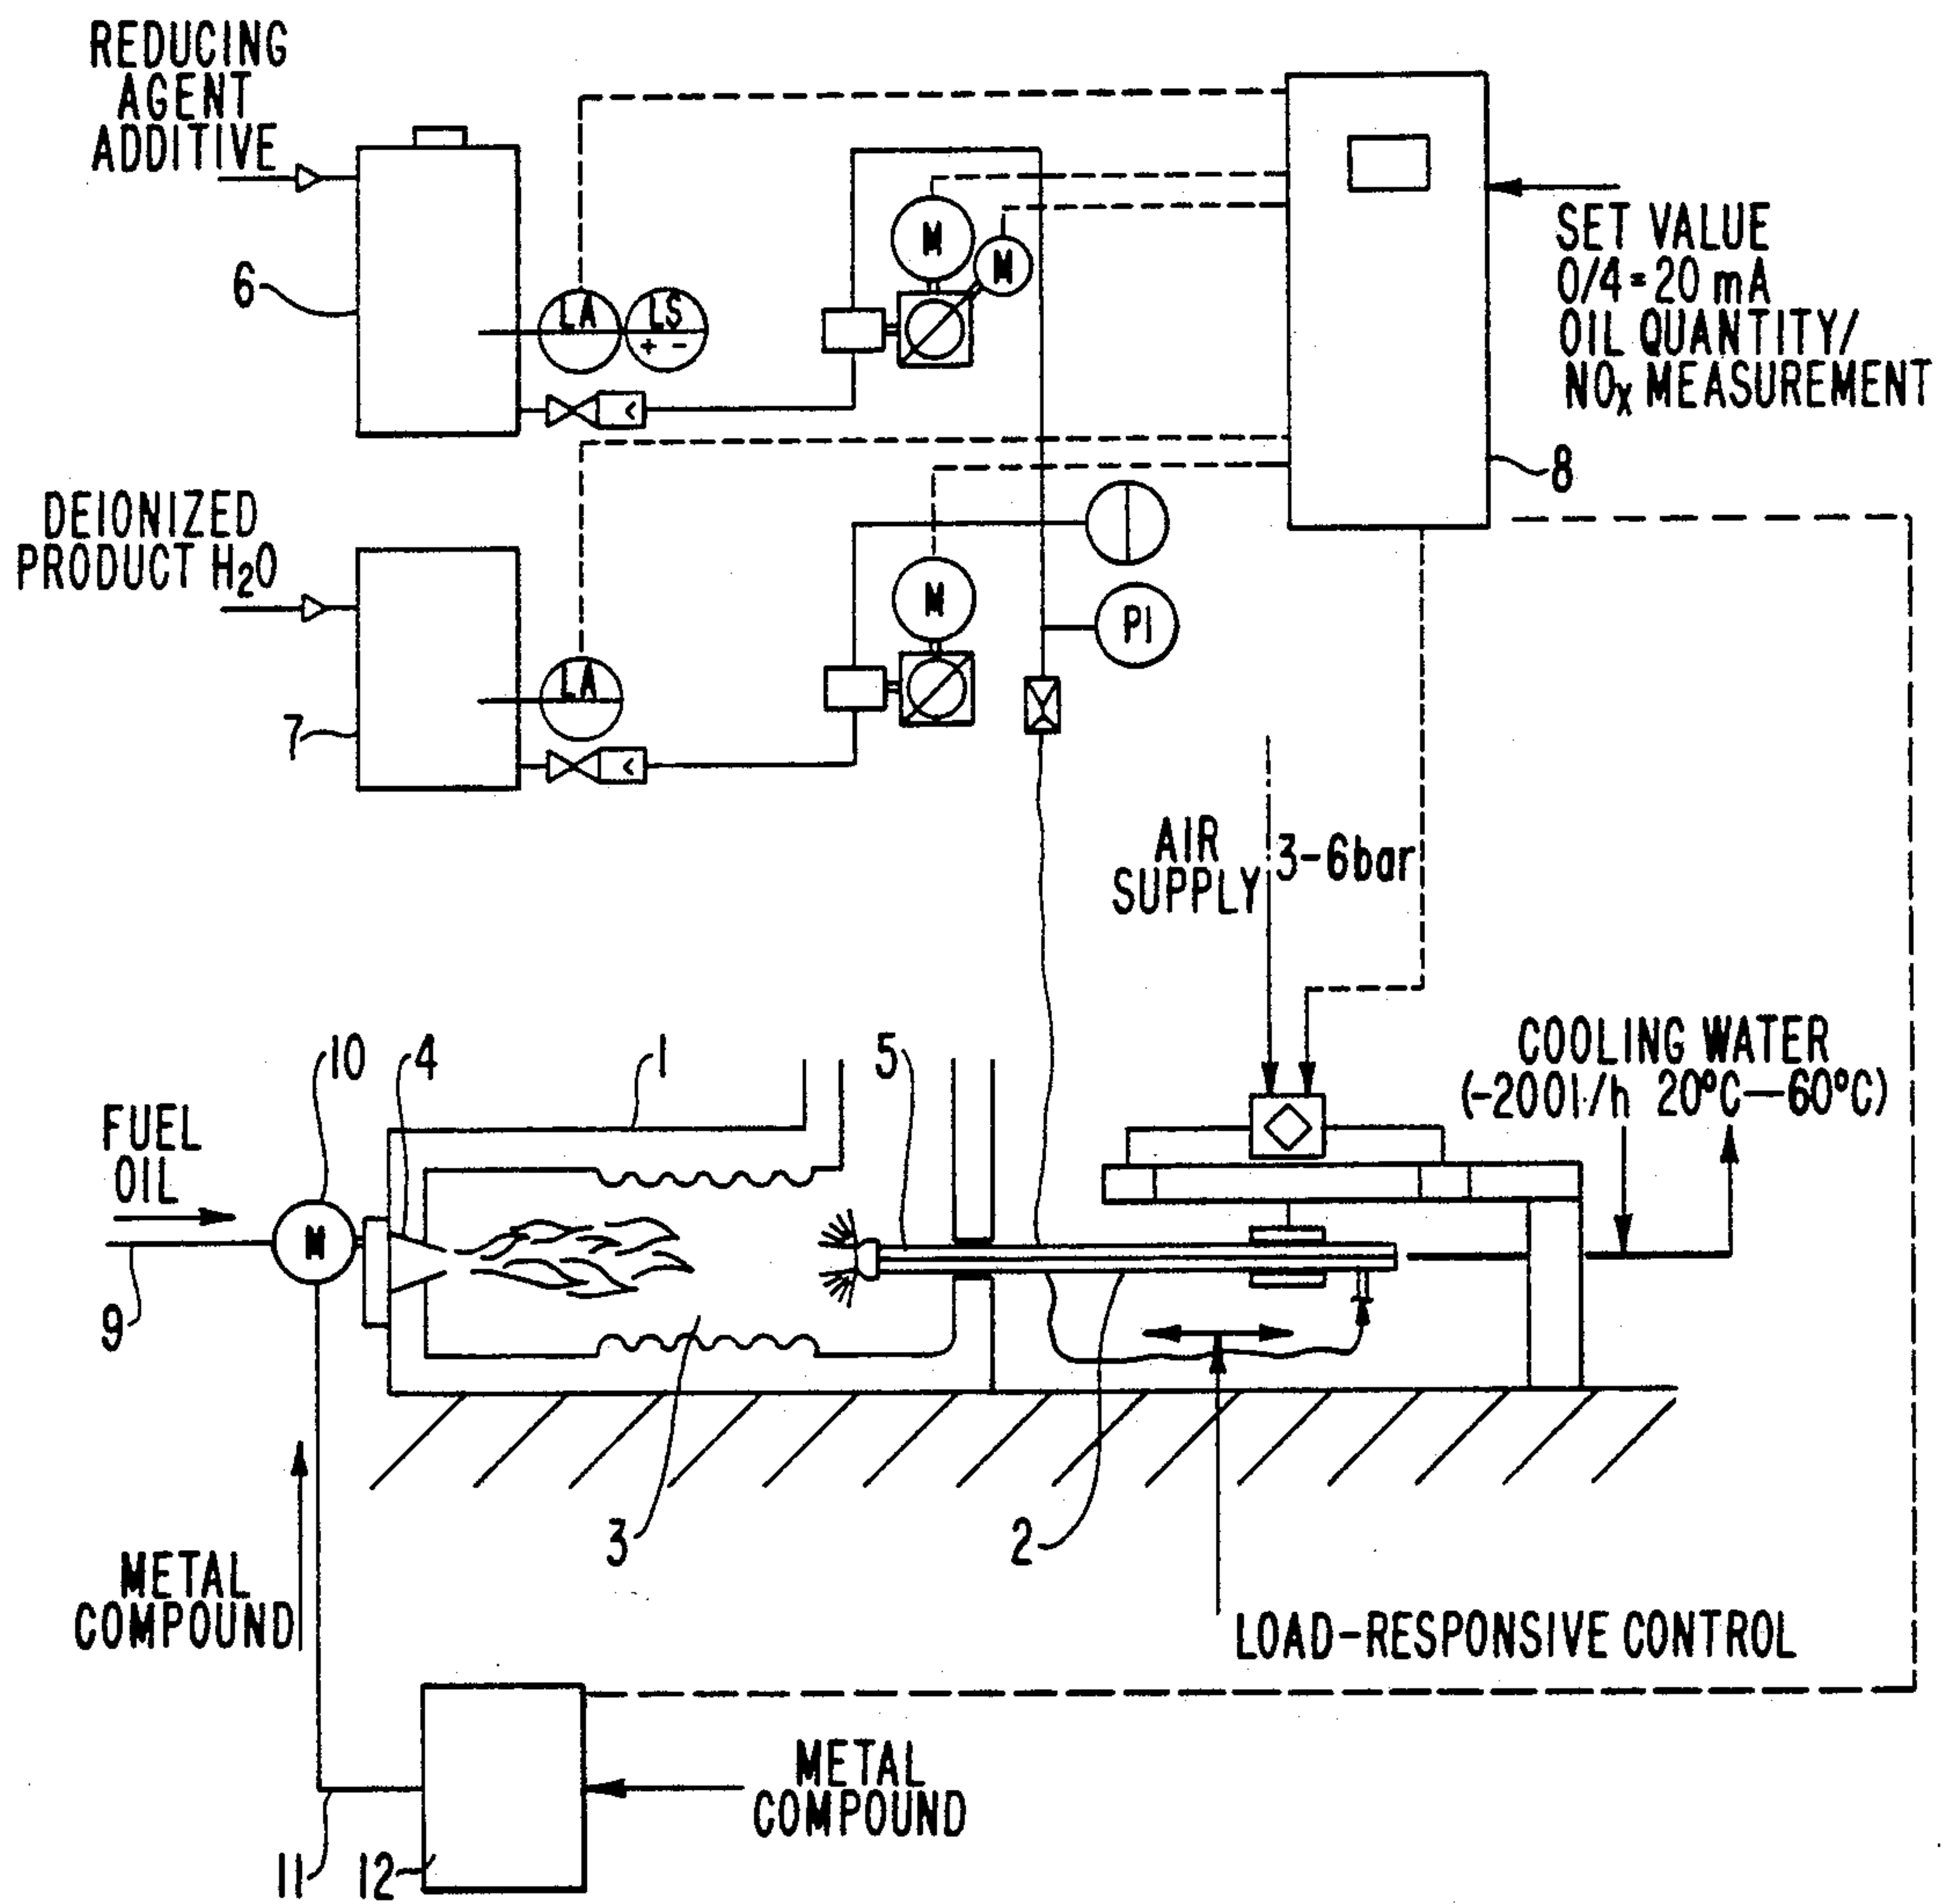 REDUCING
AGENT
ADDITIVE
6
LA
LS
+ -
M
M
SET VALUE
0/4=20 mA
OIL QUANTITY/
NOx MEASUREMENT
8
DEIONIZED
PRODUCT H2O
7
LA
M
PI
AIR
SUPPLY
3-6bar
COOLING WATER
(-200l/h 20°C—60°C)
10
4
1
5
FUEL
OIL
M
9
3
2
METAL
COMPOUND
LOAD-RESPONSIVE CONTROL
METAL
COMPOUND
11
12